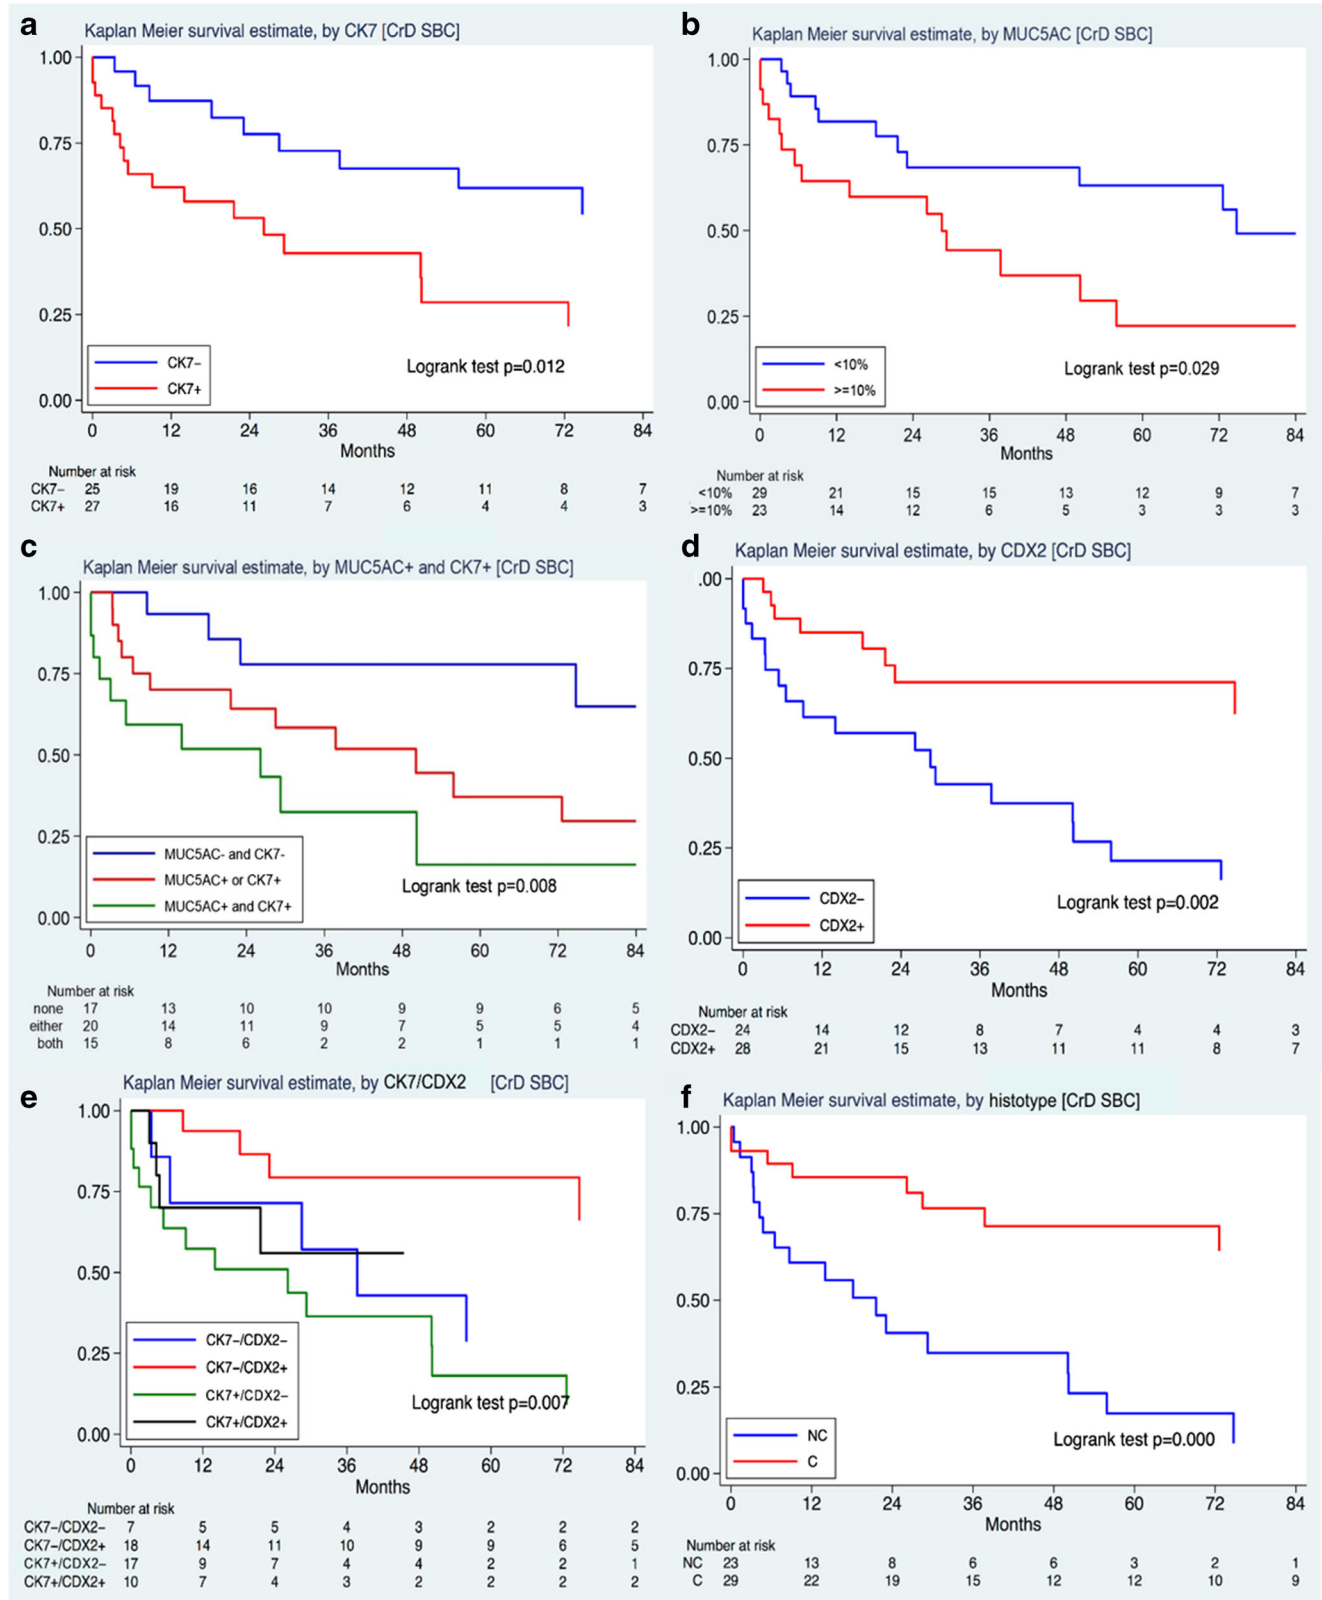 a
Kaplan Meier survival estimate, by CK7 [CrD SBC]
1.00
0.75
0.50
0.25
0.00
CK7–
CK7+
Logrank test p=0.012
0 12 24 36 48 60 72 84
Months
Number at risk
CK7– 25 19 16 14 12 11 8 7
CK7+ 27 16 11 7 6 4 4 3
b
Kaplan Meier survival estimate, by MUC5AC [CrD SBC]
1.00
0.75
0.50
0.25
0.00
<10%
>=10%
Logrank test p=0.029
0 12 24 36 48 60 72 84
Months
Number at risk
<10% 29 21 15 15 13 12 9 7
>=10% 23 14 12 6 5 3 3 3
c
Kaplan Meier survival estimate, by MUC5AC+ and CK7+ [CrD SBC]
1.00
0.75
0.50
0.25
0.00
MUC5AC- and CK7-
MUC5AC+ or CK7+
MUC5AC+ and CK7+
Logrank test p=0.008
0 12 24 36 48 60 72 84
Months
Number at risk
none 17 13 10 10 9 9 6 5
either 20 14 11 9 7 5 5 4
both 15 8 6 2 2 1 1 1
d
Kaplan Meier survival estimate, by CDX2 [CrD SBC]
.00
0.75
0.50
0.25
0.00
CDX2–
CDX2+
Logrank test p=0.002
0 12 24 36 48 60 72 84
Months
Number at risk
CDX2– 24 14 12 8 7 4 4 3
CDX2+ 28 21 15 13 11 11 8 7
e
Kaplan Meier survival estimate, by CK7/CDX2 [CrD SBC]
1.00
0.75
0.50
0.25
0.00
CK7–/CDX2–
CK7–/CDX2+
CK7+/CDX2–
CK7+/CDX2+
Logrank test p=0.007
0 12 24 36 48 60 72 84
Months
Number at risk
CK7–/CDX2– 7 5 5 4 3 2 2 2
CK7–/CDX2+ 18 14 11 10 9 9 6 5
CK7+/CDX2– 17 9 7 4 4 2 2 1
CK7+/CDX2+ 10 7 4 3 2 2 2 2
f
Kaplan Meier survival estimate, by histotype [CrD SBC]
1.00
0.75
0.50
0.25
0.00
NC
C
Logrank test p=0.000
0 12 24 36 48 60 72 84
Months
Number at risk
NC 23 13 8 6 6 3 2 1
C 29 22 19 15 12 12 10 9